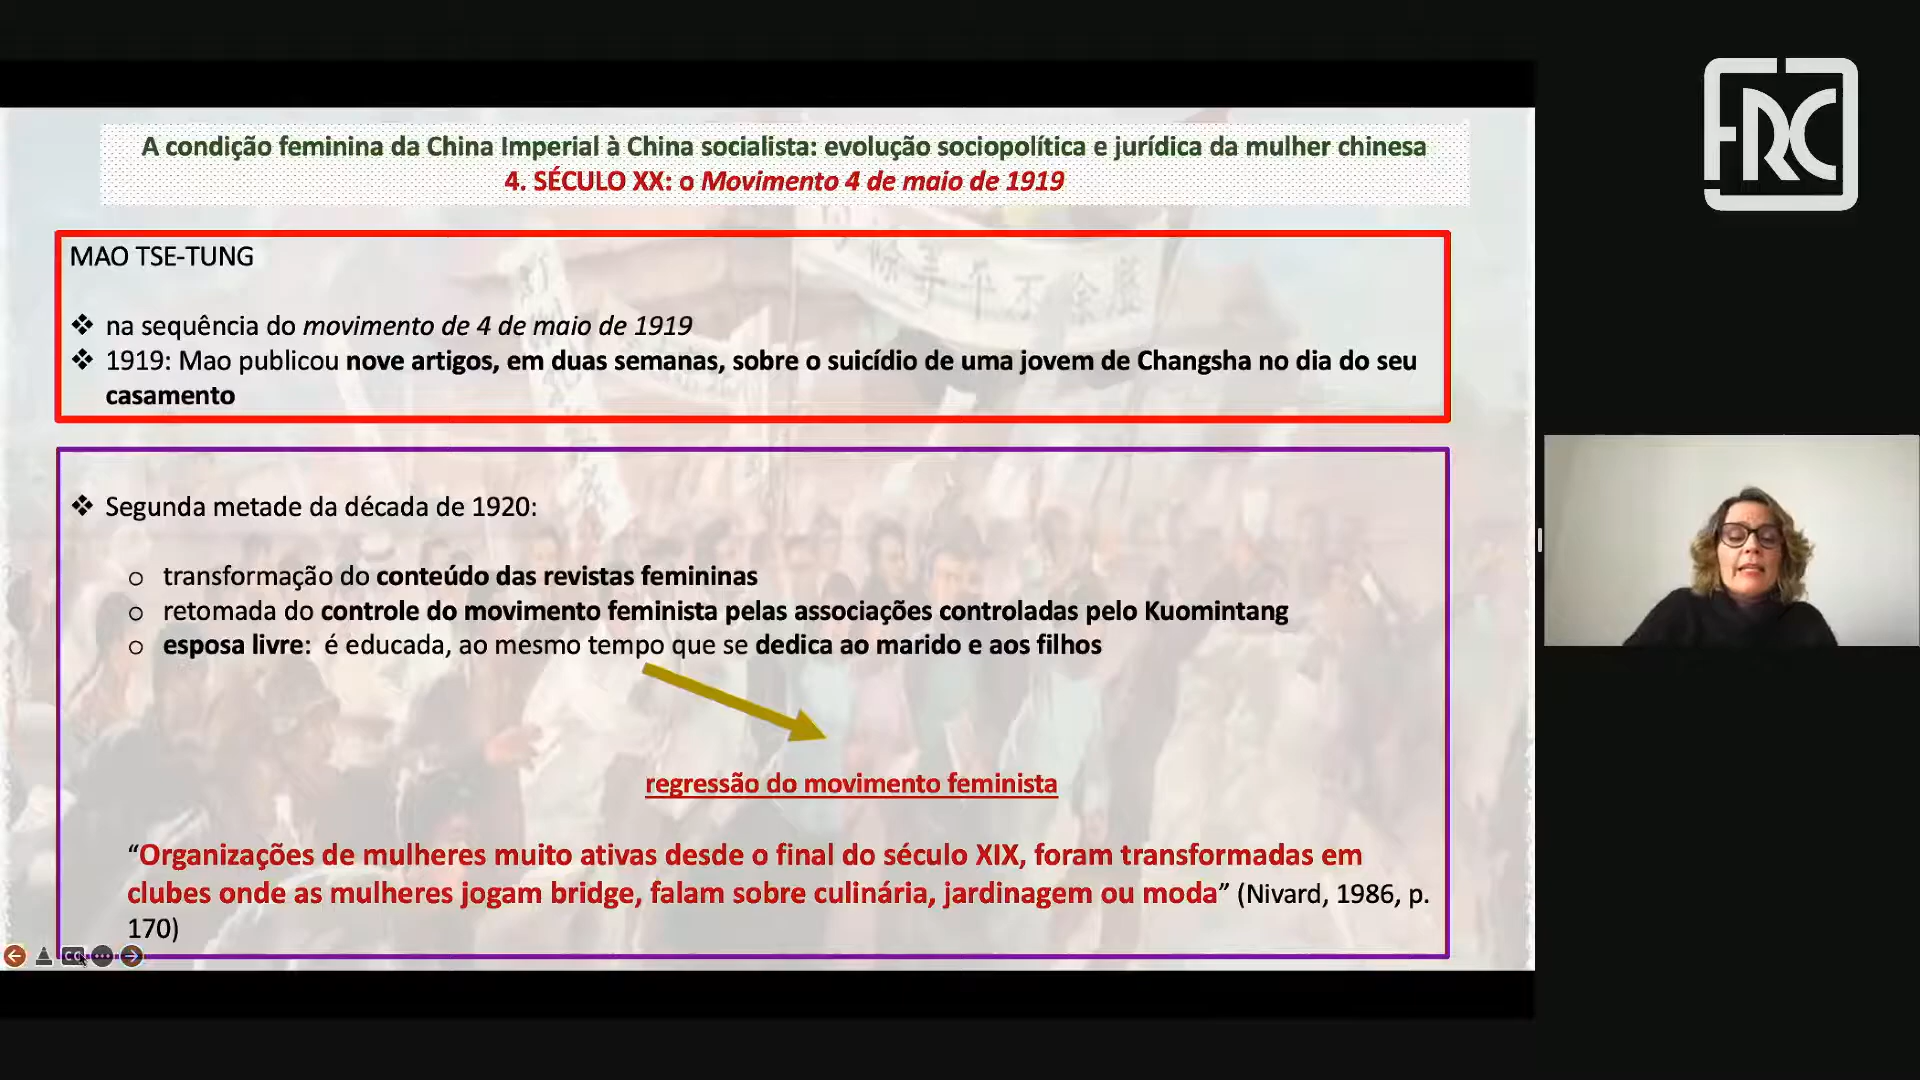 FRC
A condição feminina da China Imperial à China socialista: evolução sociopolítica e jurídica da mulher chinesa
4. SÉCULO XX: o Movimento 4 de maio de 1919
MAO TSE-TUNG
❖ na sequência do movimento de 4 de maio de 1919
❖ 1919: Mao publicou nove artigos, em duas semanas, sobre o suicídio de uma jovem de Changsha no dia do seu
casamento
❖ Segunda metade da década de 1920:
o transformação do conteúdo das revistas femininas
o retomada do controle do movimento feminista pelas associações controladas pelo Kuomintang
o esposa livre: é educada, ao mesmo tempo que se dedica ao marido e aos filhos
regressão do movimento feminista
“Organizações de mulheres muito ativas desde o final do século XIX, foram transformadas em
clubes onde as mulheres jogam bridge, falam sobre culinária, jardinagem ou moda” (Nivard, 1986, p.
170)